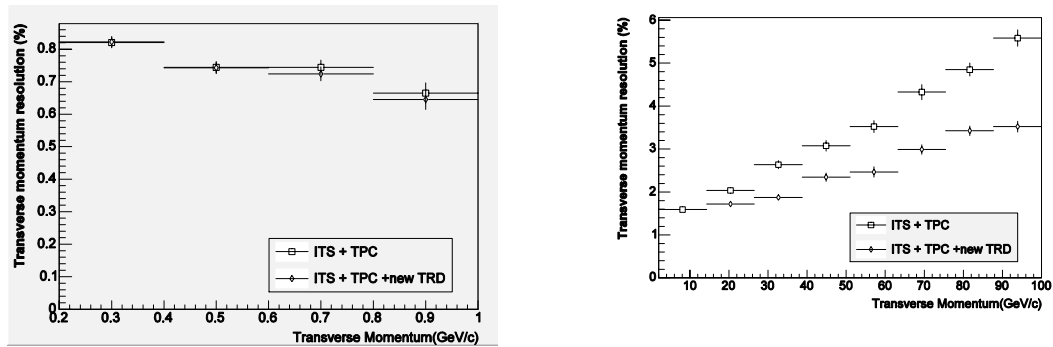 Transverse momentum resolution (%)
0.8
0.7
0.6
0.5
0.4
0.3
0.2
0.1
0
ITS + TPC
ITS + TPC +new TRD
0.2 0.3 0.4 0.5 0.6 0.7 0.8 0.9 1
Transverse Momentum(GeV/c)
Transverse momentum resolution (%)
6
5
4
3
2
1
0
ITS + TPC
ITS + TPC +new TRD
10 20 30 40 50 60 70 80 90 100
Transverse Momentum(GeV/c)